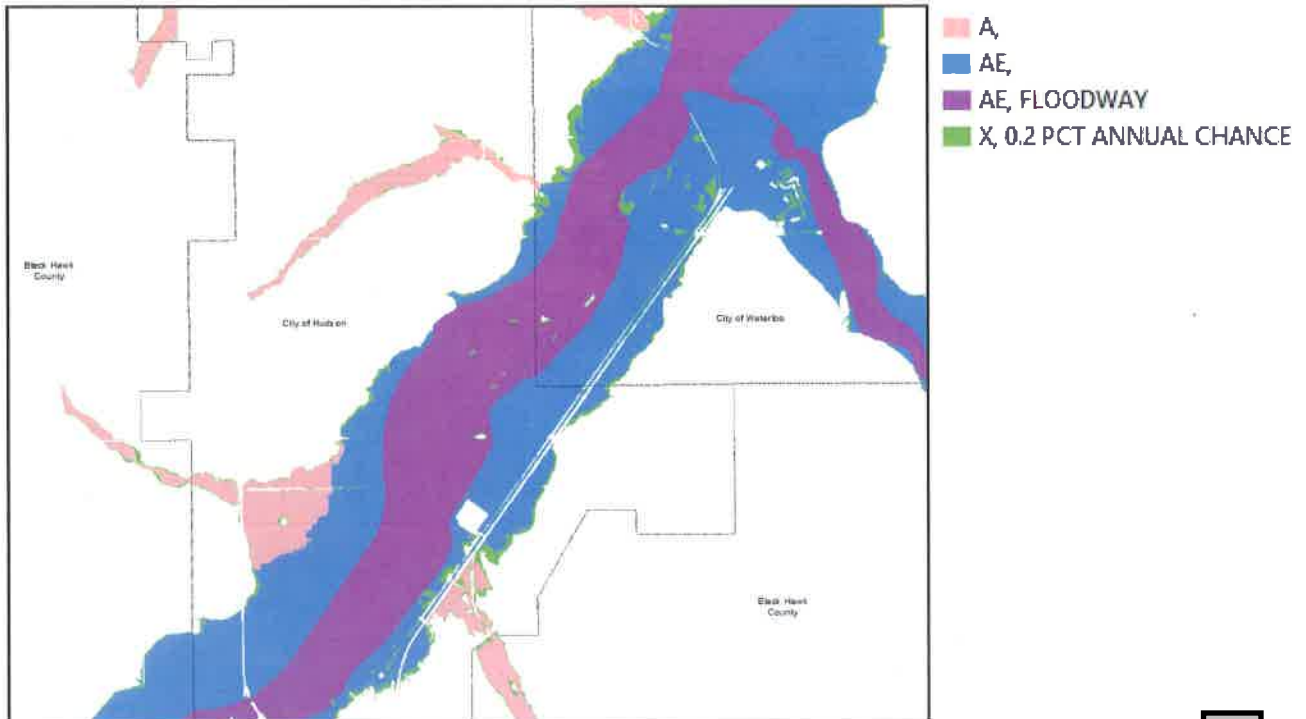 A,
AE,
AE, FLOODWAY
X, 0.2 PCT ANNUAL CHANCE
Black Hawk
County
City of Hudson
City of Waterloo
Black Hawk
County